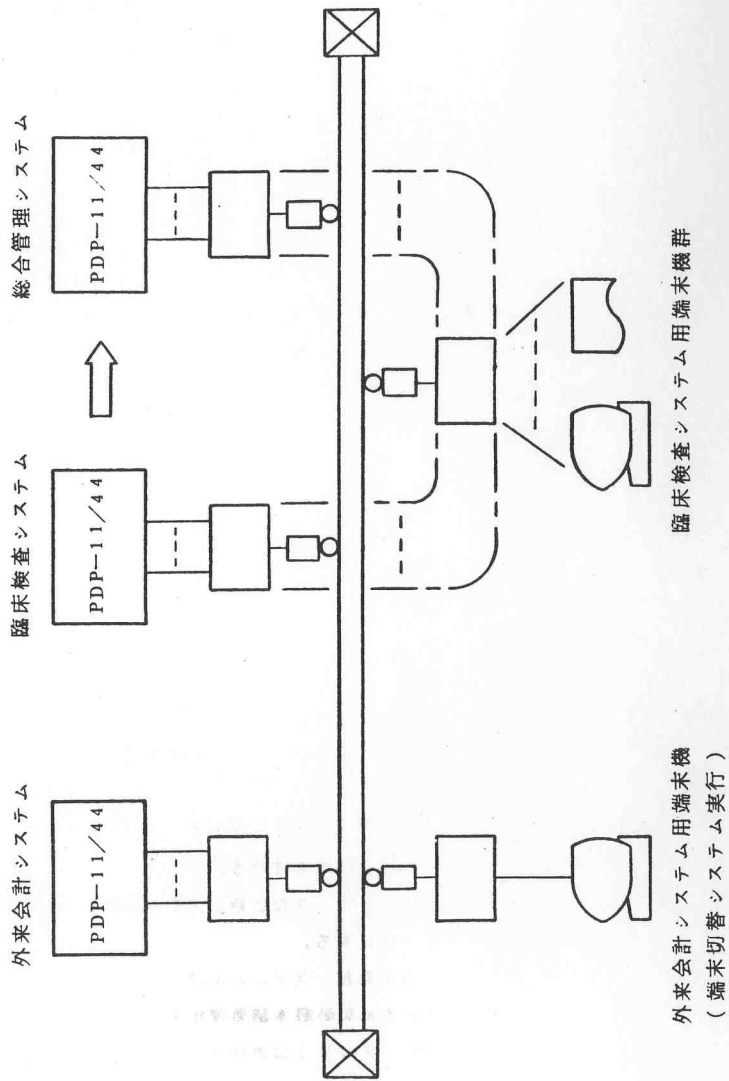 外来会計システム
PDP-11/44
臨床検査システム
PDP-11/44
総合管理システム
PDP-11/44
外来会計システム用端末機
(端末切替システム実行)
臨床検査システム用端末機群